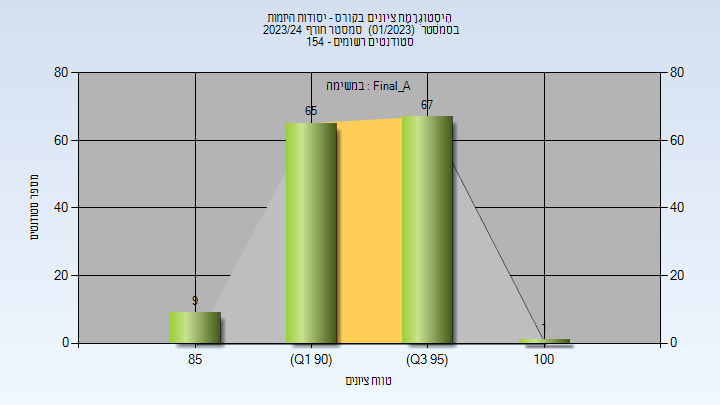 היסטוגרמת ציונים בקורס - יסודות היזמות
בסמסטר (01/2023) סמסטר חורף 2023/24
סטודנטים רשומים - 154
במשימה : Final_A
80
60
40
20
0
80
60
40
20
0
9
65
67
1
85
(Q1 90)
(Q3 95)
100
מספר סטודנטים
טווח ציונים